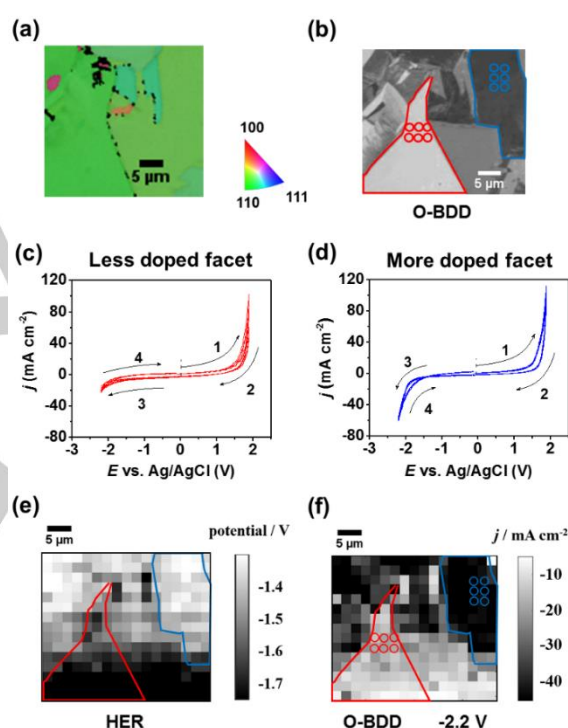 (a)
5 µm
100
110
111
(b)
5 µm
O-BDD
(c)
Less doped facet
120
80
40
0
-40
-80
j (mA cm⁻²)
1
2
3
4
-3 -2 -1 0 1 2
E vs. Ag/AgCl (V)
(d)
More doped facet
120
80
40
0
-40
-80
j (mA cm⁻²)
1
2
3
4
-3 -2 -1 0 1 2
E vs. Ag/AgCl (V)
(e)
5 µm
potential / V
-1.4
-1.5
-1.6
-1.7
HER
(f)
5 µm
j / mA cm⁻²
-10
-20
-30
-40
O-BDD -2.2 V